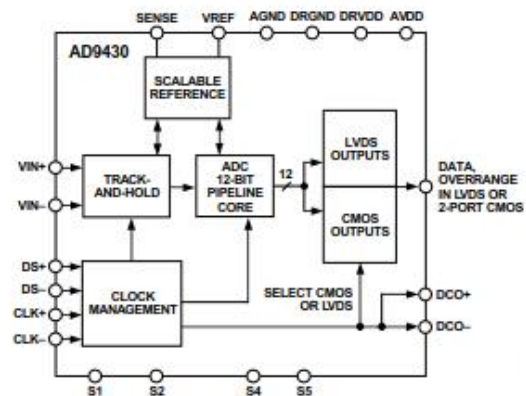 SENSE
VREF
AGND
DRGND
DRVDD
AVDD
AD9430
SCALABLE
REFERENCE
VIN+
VIN–
TRACK-
AND-HOLD
ADC
12-BIT
PIPELINE
CORE
12
LVDS
OUTPUTS
CMOS
OUTPUTS
DATA,
OVERRANGE
IN LVDS OR
2-PORT CMOS
DS+
DS–
CLK+
CLK–
CLOCK
MANAGEMENT
SELECT CMOS
OR LVDS
DCO+
DCO–
S1
S2
S4
S5